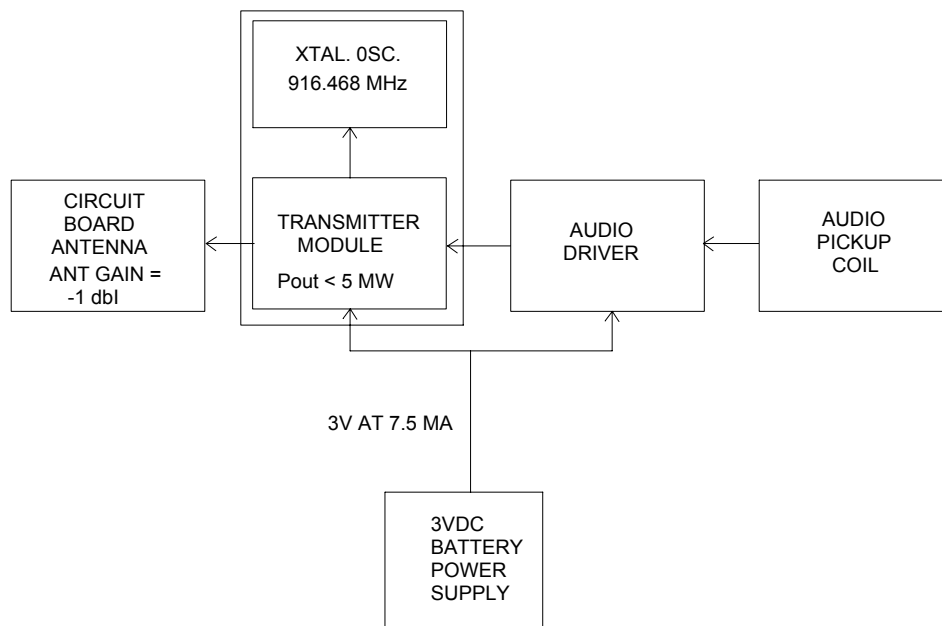 XTAL. 0SC.
916.468 MHz
CIRCUIT
BOARD
ANTENNA
ANT GAIN =
-1 dbI
TRANSMITTER
MODULE
Pout < 5 MW
AUDIO
DRIVER
AUDIO
PICKUP
COIL
3V AT 7.5 MA
3VDC
BATTERY
POWER
SUPPLY